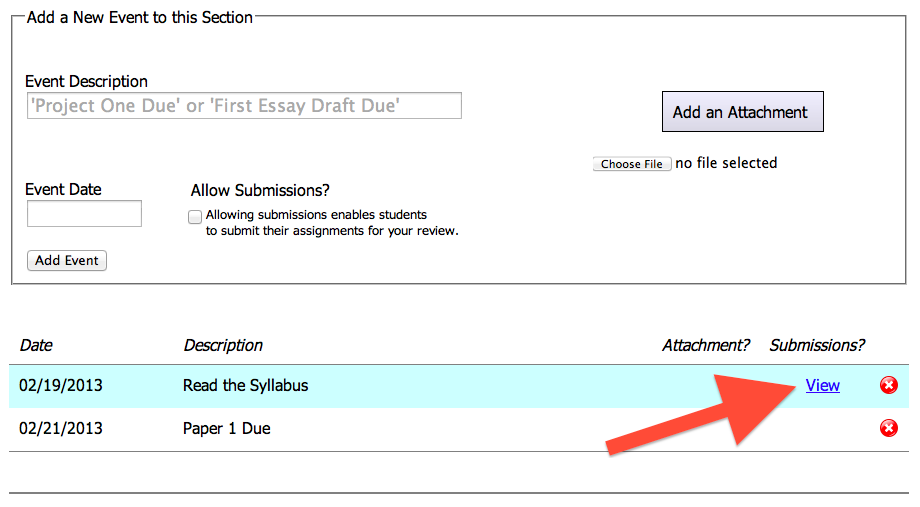 Add a New Event to this Section
Event Description
'Project One Due' or 'First Essay Draft Due'
Add an Attachment
Choose File no file selected
Event Date
Allow Submissions?
Allowing submissions enables students
to submit their assignments for your review.
Add Event
Date Description Attachment? Submissions?
02/19/2013 Read the Syllabus View
02/21/2013 Paper 1 Due